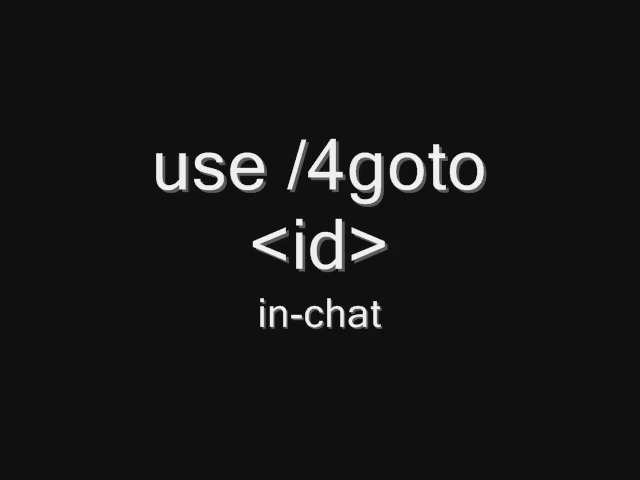 use /4goto
<id>
in-chat